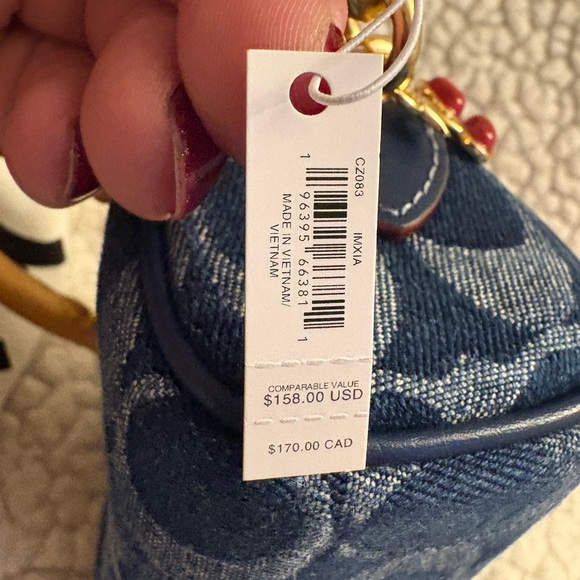 CZ083 IMXIA
1 96395 66381 1
MADE IN VIETNAM/
VIETNAM
COMPARABLE VALUE
$158.00 USD
$170.00 CAD